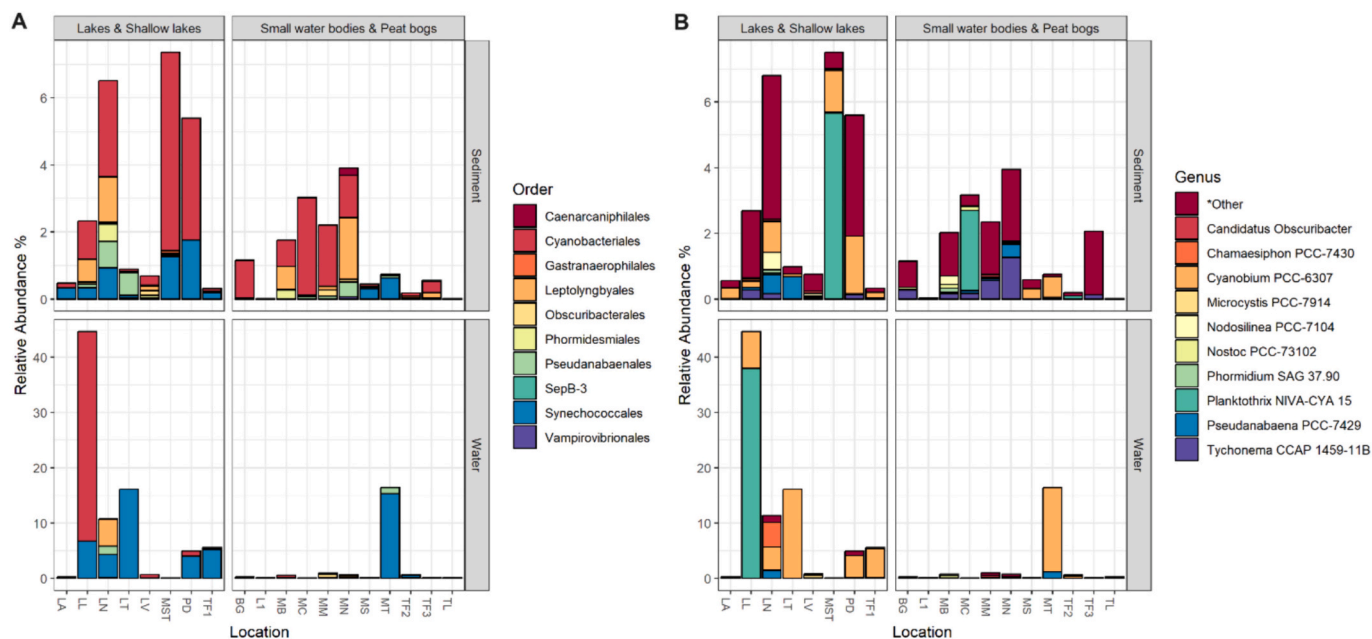 A
Lakes & Shallow lakes
Small water bodies & Peat bogs
Sediment
Water
Relative Abundance %
6
4
2
0
Relative Abundance %
40
30
20
10
0
LA LL LN LT LV MST PD TF1 BG L1 MB MC MM MN MS MT TF2 TF3 TL
Location
Order
Caenarcaniphilales
Cyanobacteriales
Gastranaerophilales
Leptolyngbyales
Obscuribacterales
Phormidesmiales
Pseudanabaenales
SepB-3
Synechococcales
Vampirovibrionales
B
Lakes & Shallow lakes
Small water bodies & Peat bogs
Sediment
Water
Relative Abundance %
6
4
2
0
Relative Abundance %
40
30
20
10
0
LA LL LN LT LV MST PD TF1 BG L1 MB MC MM MN MS MT TF2 TF3 TL
Location
Genus
*Other
Candidatus Obscuribacter
Chamaesiphon PCC-7430
Cyanobium PCC-6307
Microcystis PCC-7914
Nodosilinea PCC-7104
Nostoc PCC-73102
Phormidium SAG 37.90
Planktothrix NIVA-CYA 15
Pseudanabaena PCC-7429
Tychonema CCAP 1459-11B